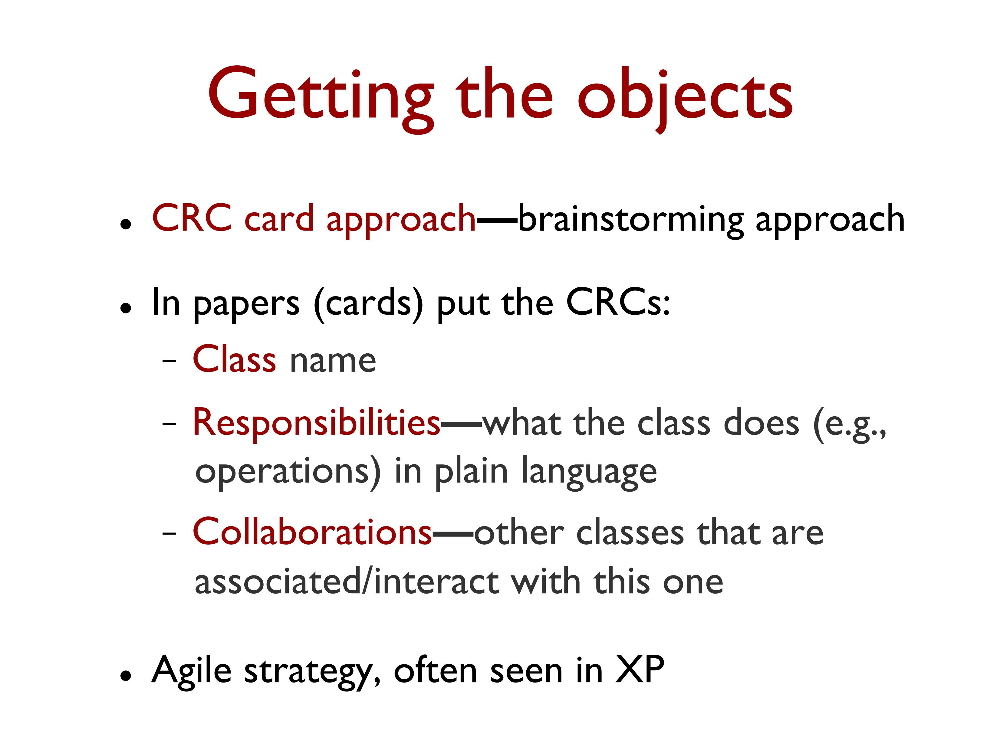 Getting the objects
• CRC card approach—brainstorming approach
• In papers (cards) put the CRCs:
– Class name
– Responsibilities—what the class does (e.g.,
operations) in plain language
– Collaborations—other classes that are
associated/interact with this one
• Agile strategy, often seen in XP